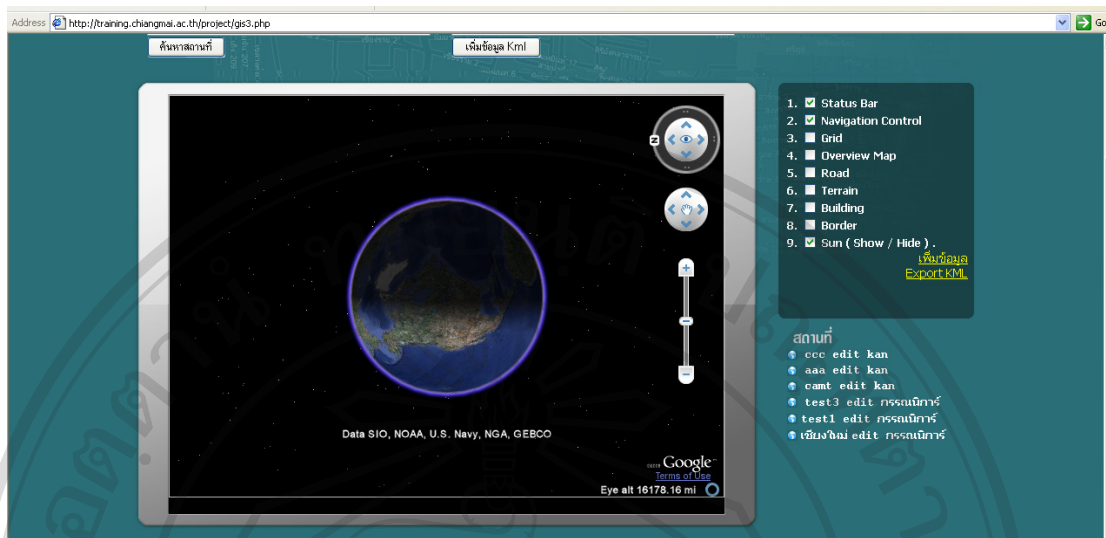 Address http://training.chiangmai.ac.th/project/gis3.php Go
ค้นหาสถานที่
เพิ่มข้อมูล Kml
N
Data SIO, NOAA, U.S. Navy, NGA, GEBCO
Google
Terms of Use
Eye alt 16178.16 mi
1. Status Bar
2. Navigation Control
3. Grid
4. Overview Map
5. Road
6. Terrain
7. Building
8. Border
9. Sun ( Show / Hide ) .
เพิ่มข้อมูล
Export KML
สถานที่
ccc edit kan
aaa edit kan
camt edit kan
test3 edit กรรณนิการ์
test1 edit กรรณนิการ์
เชียงใหม่ edit กรรณนิการ์